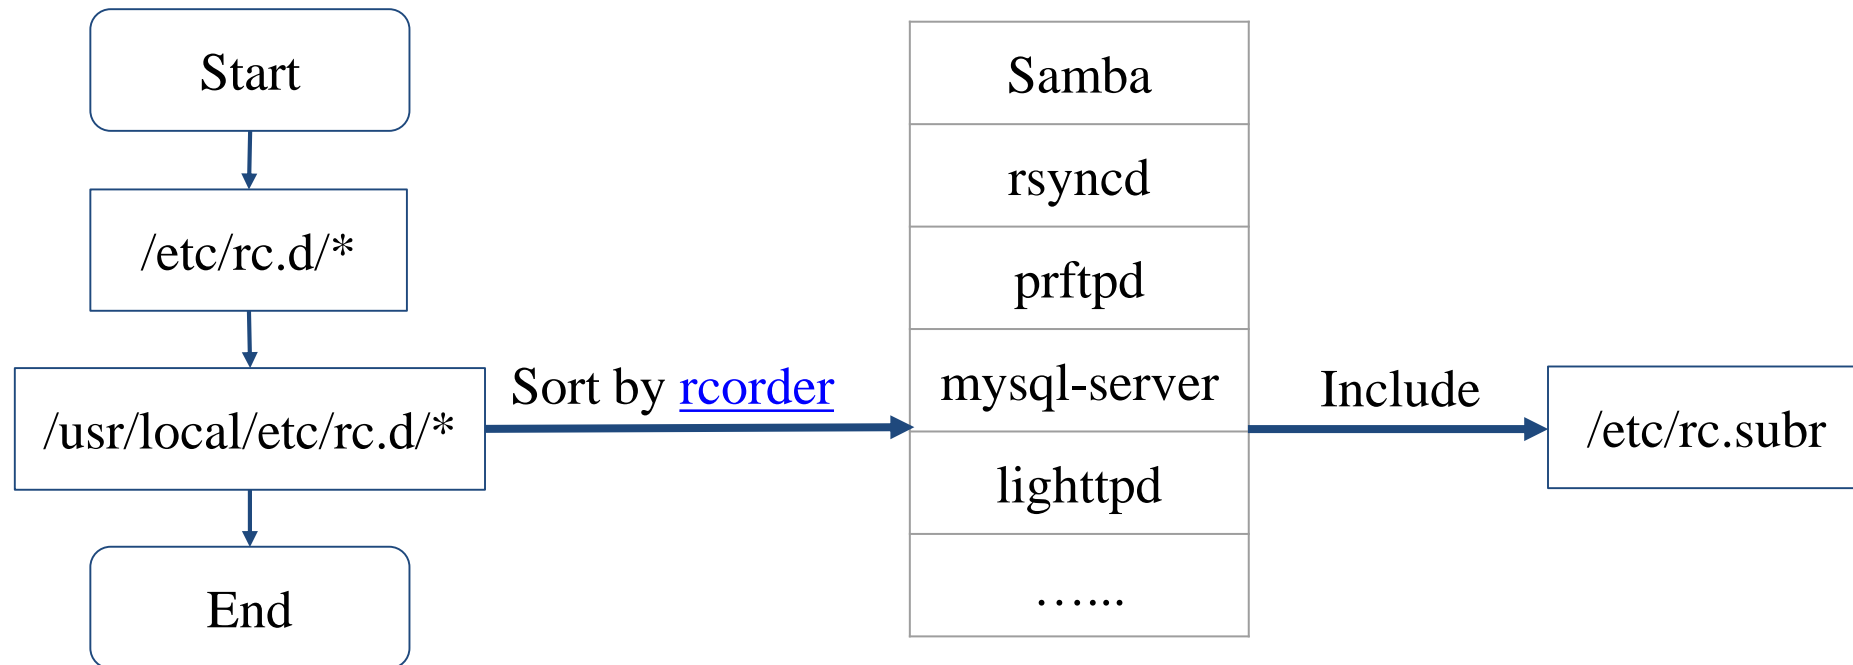 Start
/etc/rc.d/*
/usr/local/etc/rc.d/*
End
Sort by rcorder
Samba
rsyncd
prftpd
mysql-server
lighttpd
…...
Include
/etc/rc.subr